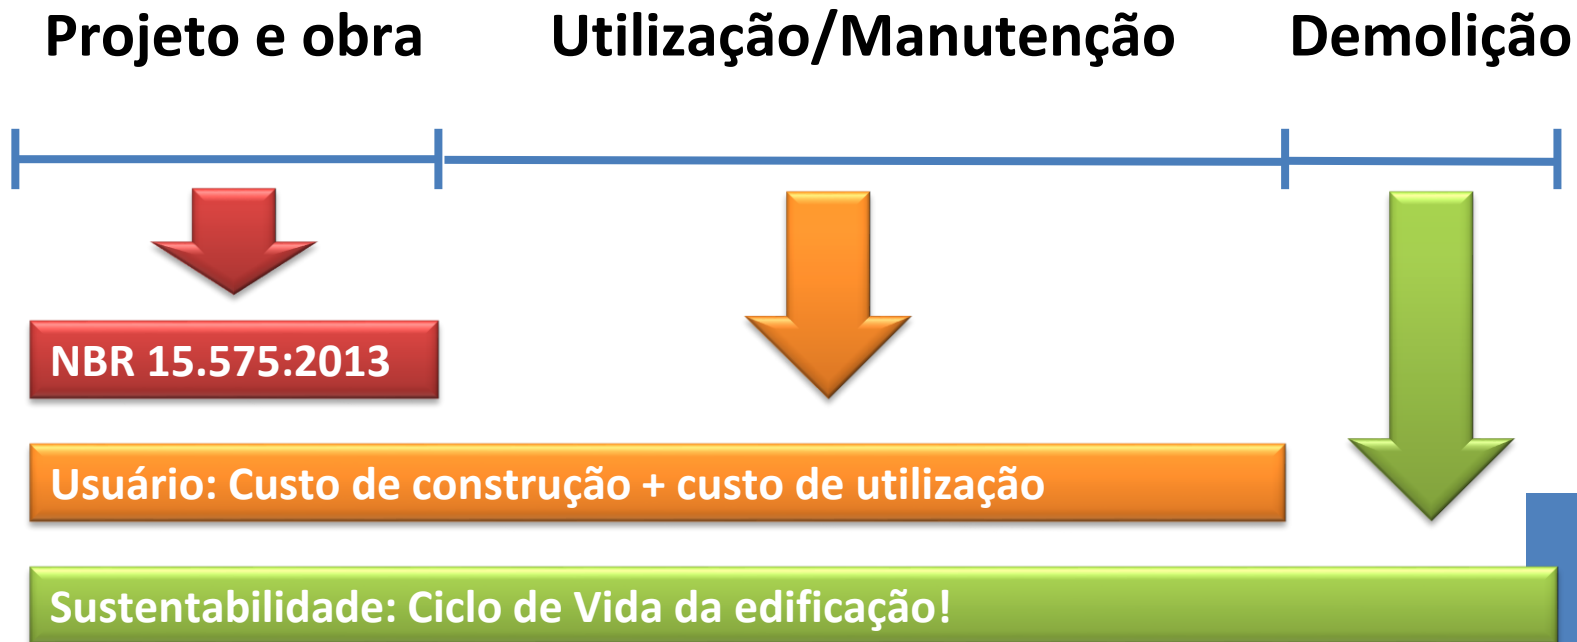 Projeto e obra
Utilização/Manutenção
Demolição
NBR 15.575:2013
Usuário: Custo de construção + custo de utilização
Sustentabilidade: Ciclo de Vida da edificação!